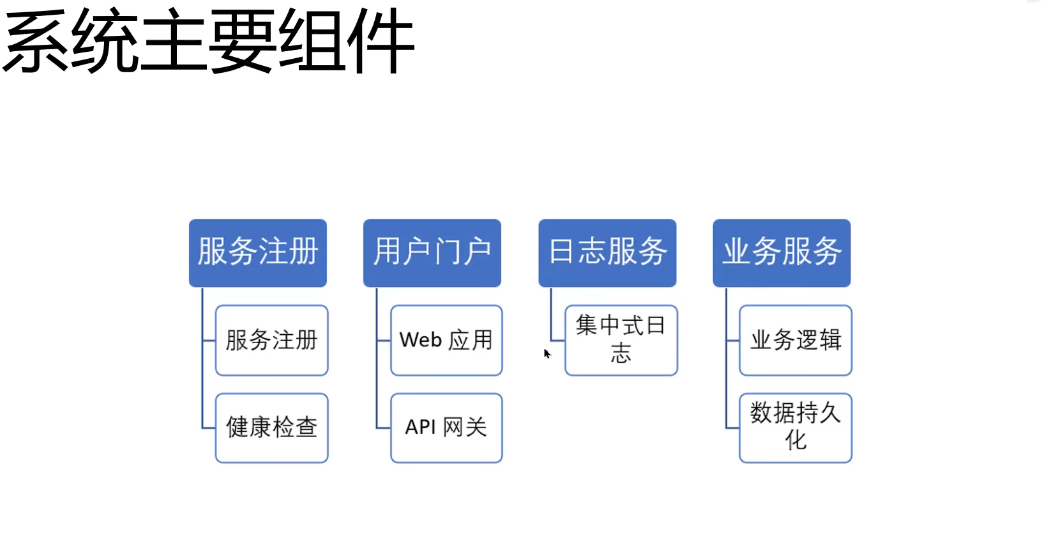 系统主要组件
服务注册
服务注册
健康检查
用户门户
Web 应用
API 网关
日志服务
集中式日
志
业务服务
业务逻辑
数据持久
化